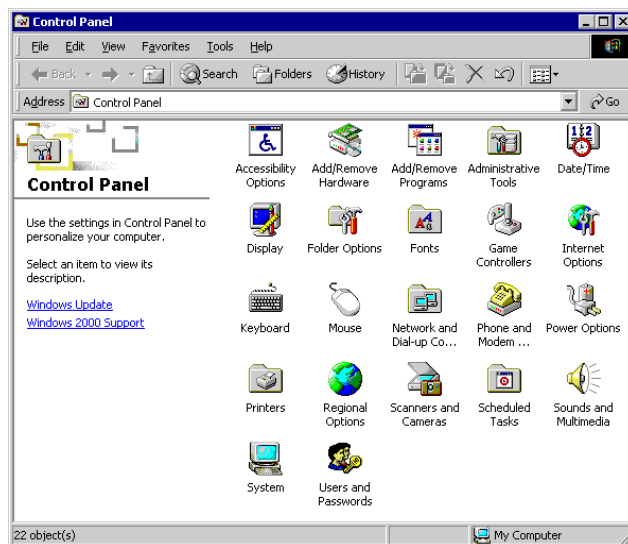 Control Panel
File Edit View Favorites Tools Help
Back Search Folders History
Address Control Panel Go
Control Panel
Use the settings in Control Panel to
personalize your computer.
Select an item to view its
description.
Windows Update
Windows 2000 Support
Accessibility
Options
Add/Remove
Hardware
Add/Remove
Programs
Administrative
Tools
Date/Time
Display
Folder Options
Fonts
Game
Controllers
Internet
Options
Keyboard
Mouse
Network and
Dial-up Co...
Phone and
Modem ...
Power Options
Printers
Regional
Options
Scanners and
Cameras
Scheduled
Tasks
Sounds and
Multimedia
System
Users and
Passwords
22 object(s) My Computer